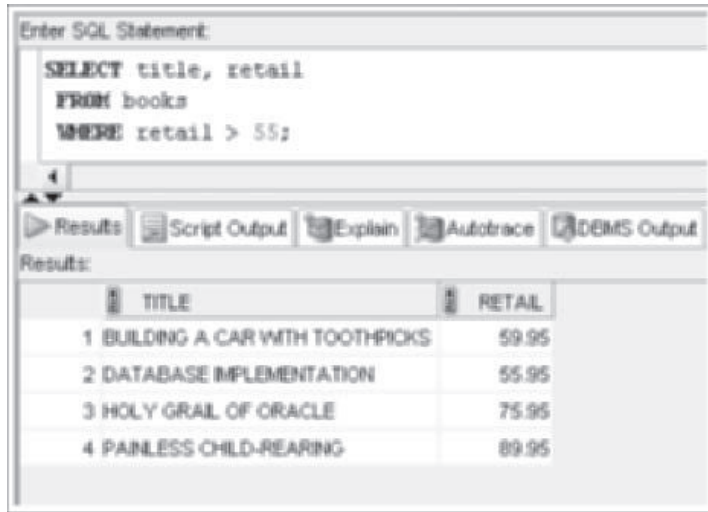 Enter SQL Statement:
SELECT title, retail
FROM books
WHERE retail > 55;
Results Script Output Explain Autotrace DBMS Output
Results:
TITLE RETAIL
1 BUILDING A CAR WITH TOOTHPICKS 59.95
2 DATABASE IMPLEMENTATION 55.95
3 HOLY GRAIL OF ORACLE 75.95
4 PAINLESS CHILD-REARING 89.95